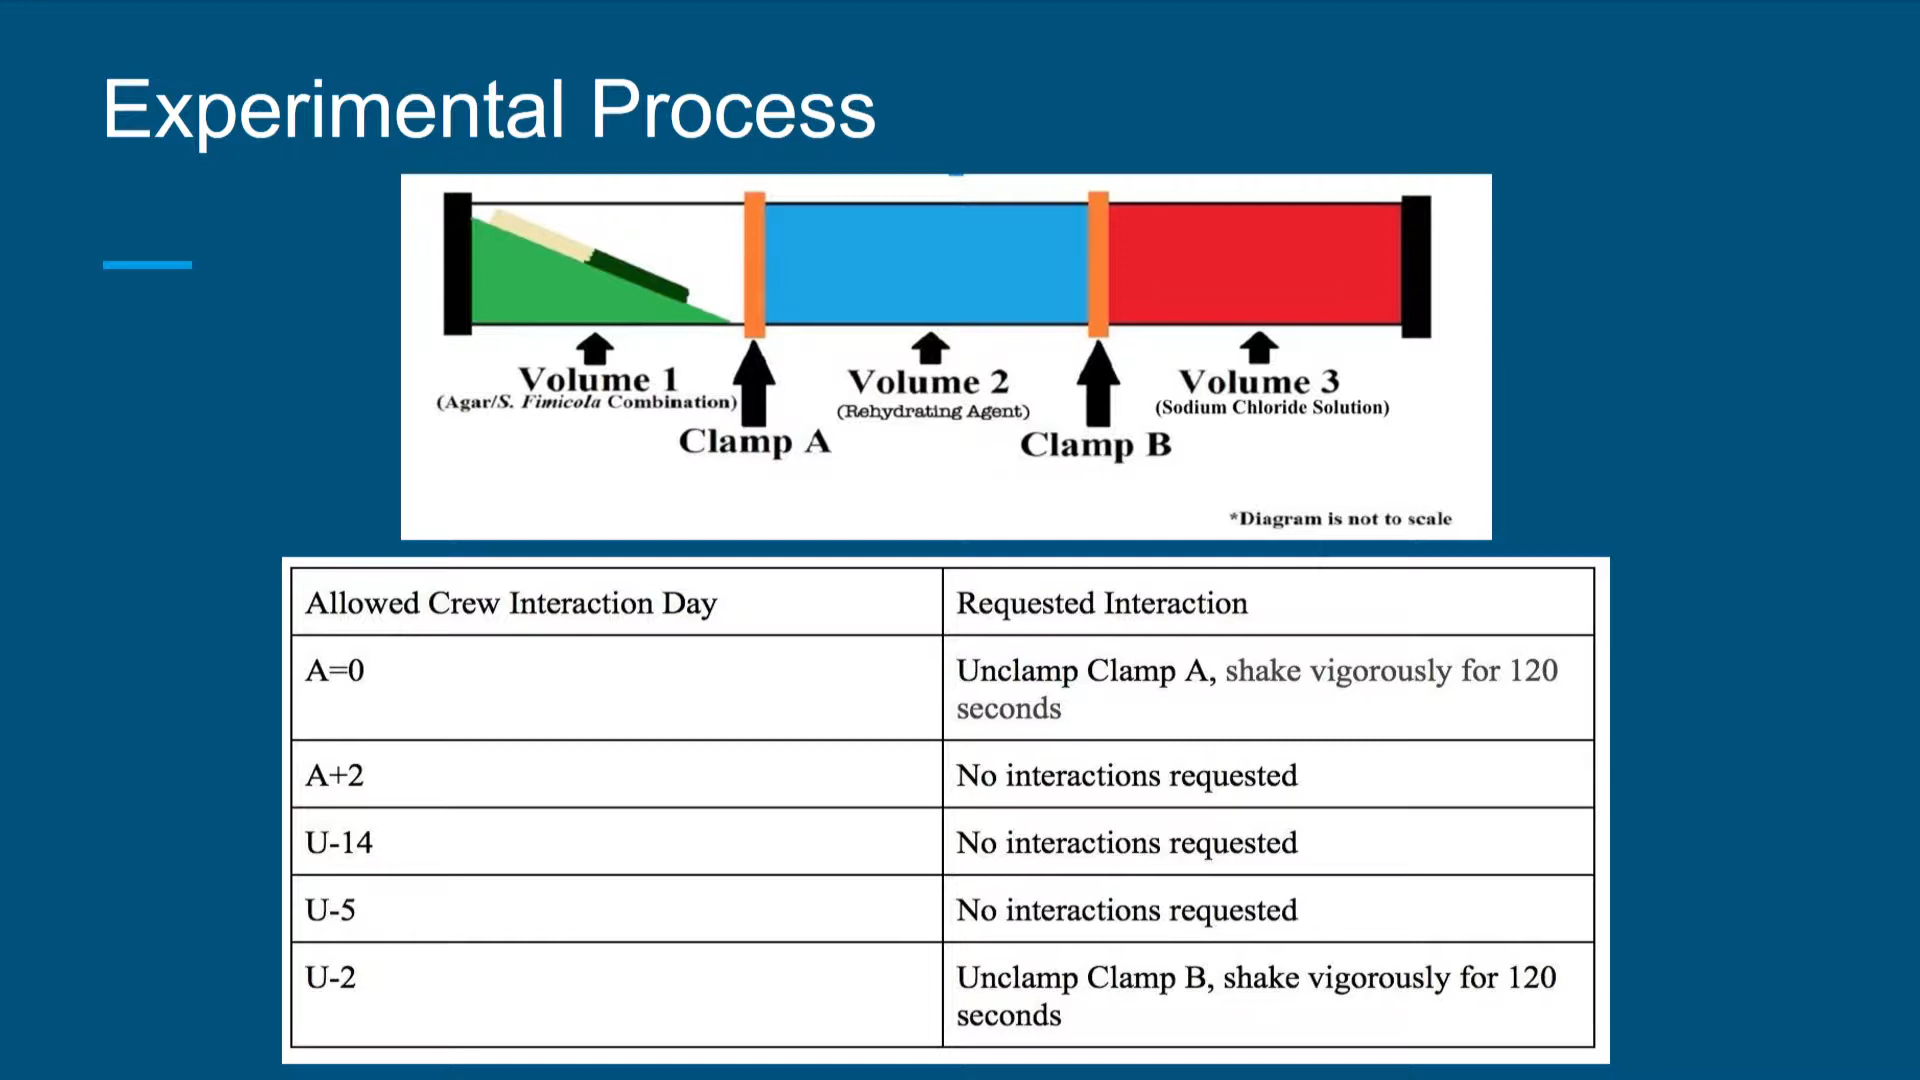 Experimental Process
Volume 1
(Agar/S. Fimicola Combination)
Clamp A
Volume 2
(Rehydrating Agent)
Clamp B
Volume 3
(Sodium Chloride Solution)
*Diagram is not to scale
Allowed Crew Interaction Day
Requested Interaction
A=0
Unclamp Clamp A, shake vigorously for 120
seconds
A+2
No interactions requested
U-14
No interactions requested
U-5
No interactions requested
U-2
Unclamp Clamp B, shake vigorously for 120
seconds